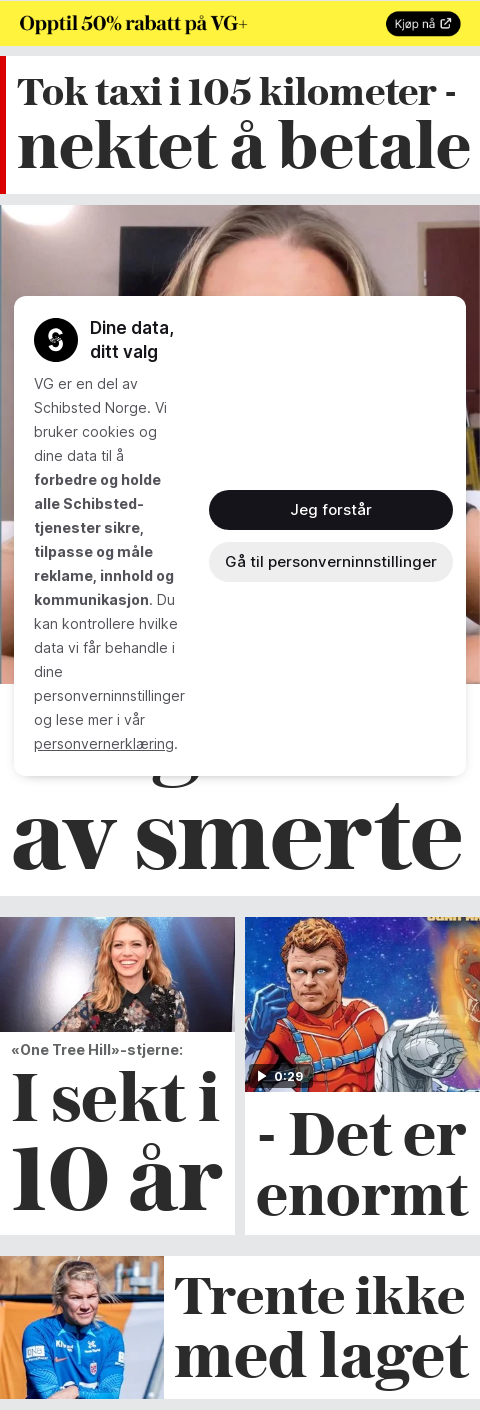 Opptil 50% rabatt på VG+
Kjøp nå
Tok taxi i 105 kilometer -
nektet å betale
Dine data,
ditt valg
VG er en del av
Schibsted Norge. Vi
bruker cookies og
dine data til å
forbedre og holde
alle Schibsted-
tjenester sikre,
tilpasse og måle
reklame, innhold og
kommunikasjon. Du
kan kontrollere hvilke
data vi får behandle i
dine
personverninnstillinger
og lese mer i vår
personvernerklæring.
Jeg forstår
Gå til personverninnstillinger
av smerte
«One Tree Hill»-stjerne:
I sekt i
10 år
0:29
- Det er
enormt
Trente ikke
med laget